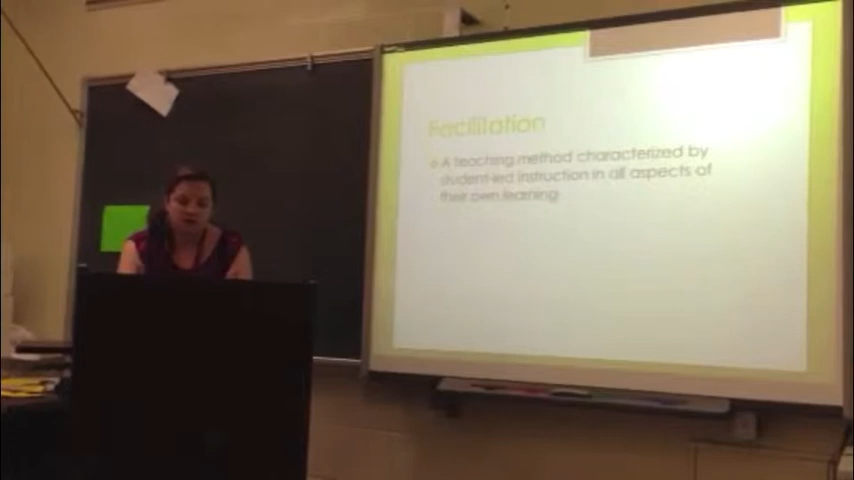 Facilitation
A teaching method characterized by
student-led instruction in all aspects of
their own learning